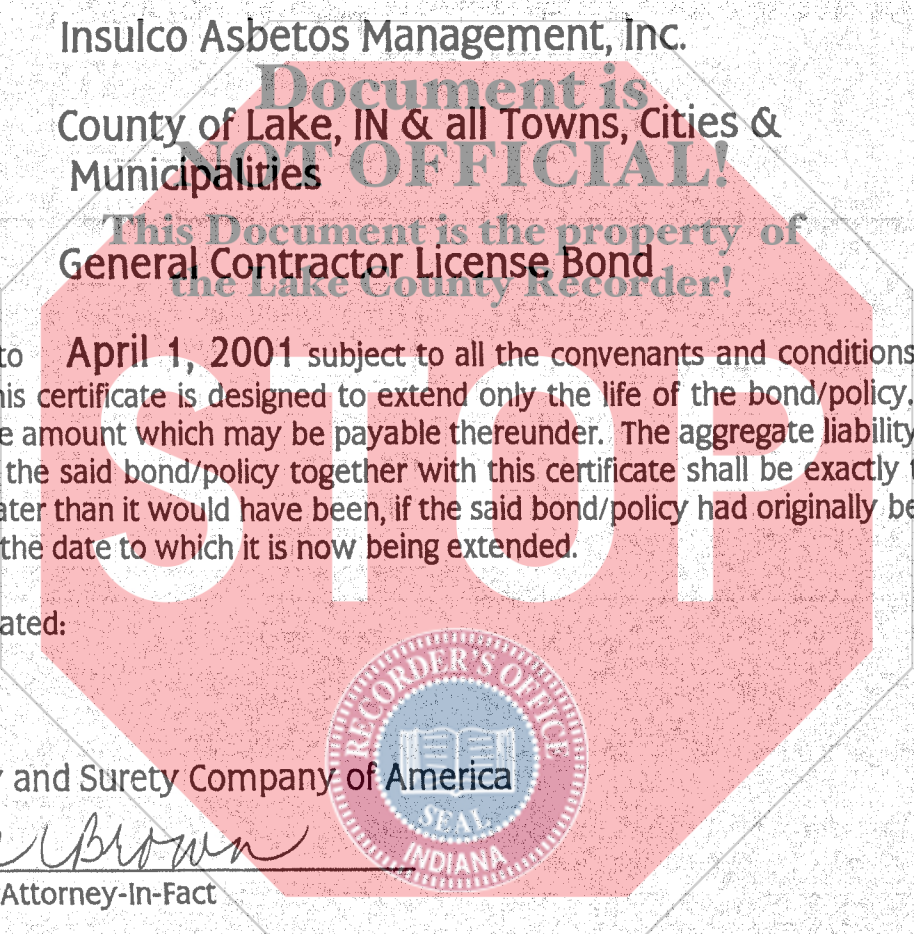 Insulco Asbetos Management, Inc.
Document is
County of Lake, IN & all Towns, Cities &
Municipalities
NOT OFFICIAL!
This Document is the property of
General Contractor License Bond
the Lake County Recorder!
to April 1, 2001 subject to all the convenants and conditions
his certificate is designed to extend only the life of the bond/policy.
e amount which may be payable thereunder. The aggregate liability
the said bond/policy together with this certificate shall be exactly
ater than it would have been, if the said bond/policy had originally be
the date to which it is now being extended.
STOP
ated:
RECORDER'S OFFICE
SEAL
INDIANA
y and Surety Company of America
Brown
Attorney-In-Fact